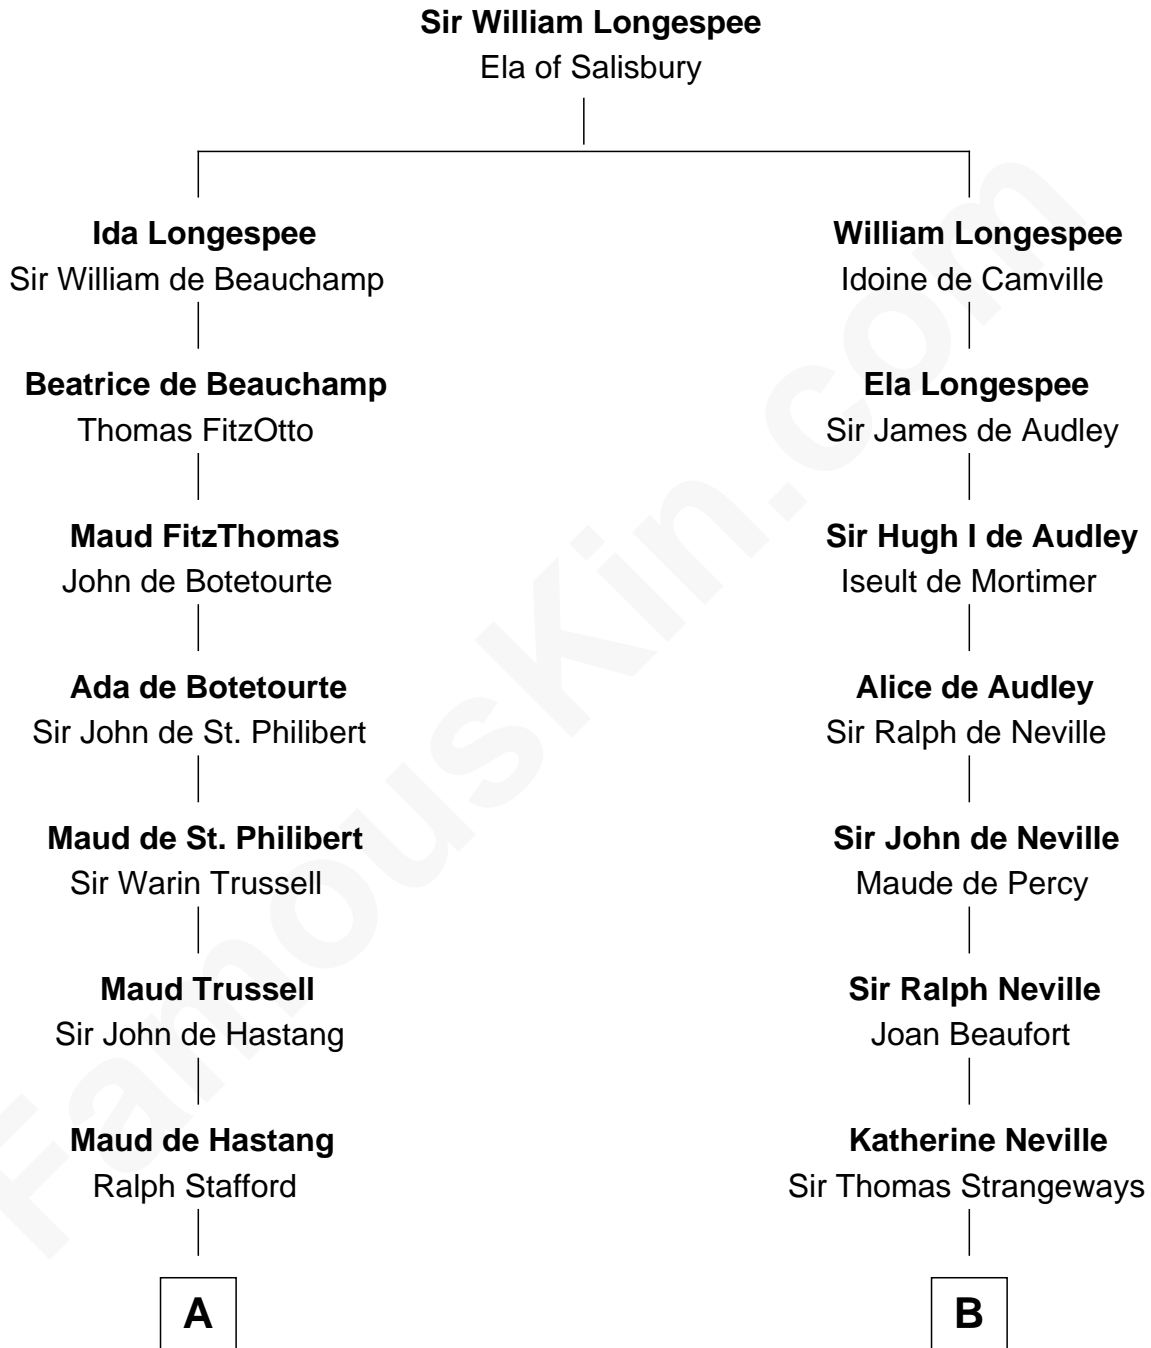 Sir William Longespee
Ela of Salisbury
Ida Longespee
Sir William de Beauchamp
William Longespee
Idoine de Camville
Beatrice de Beauchamp
Thomas FitzOtto
Ela Longespee
Sir James de Audley
Maud FitzThomas
John de Botetourte
Sir Hugh I de Audley
Iseult de Mortimer
Ada de Botetourte
Sir John de St. Philibert
Alice de Audley
Sir Ralph de Neville
Maud de St. Philibert
Sir Warin Trussell
Sir John de Neville
Maude de Percy
Maud Trussell
Sir John de Hastang
Sir Ralph Neville
Joan Beaufort
Maud de Hastang
Ralph Stafford
Katherine Neville
Sir Thomas Strangeways
A
B
FamousKin.com